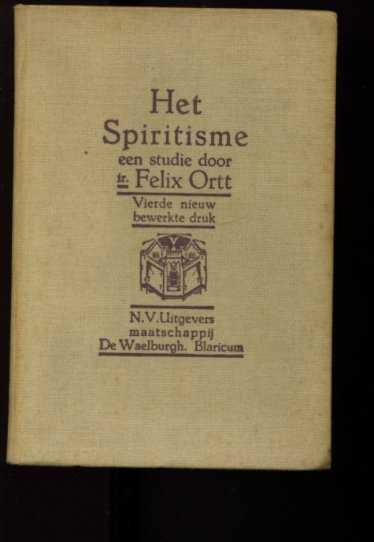 Het
Spiritisme
een studie door
ir. Felix Ortt
Vierde nieuw
bewerkte druk
N.V. Uitgevers
maatschappij
De Waelburgh. Blaricum